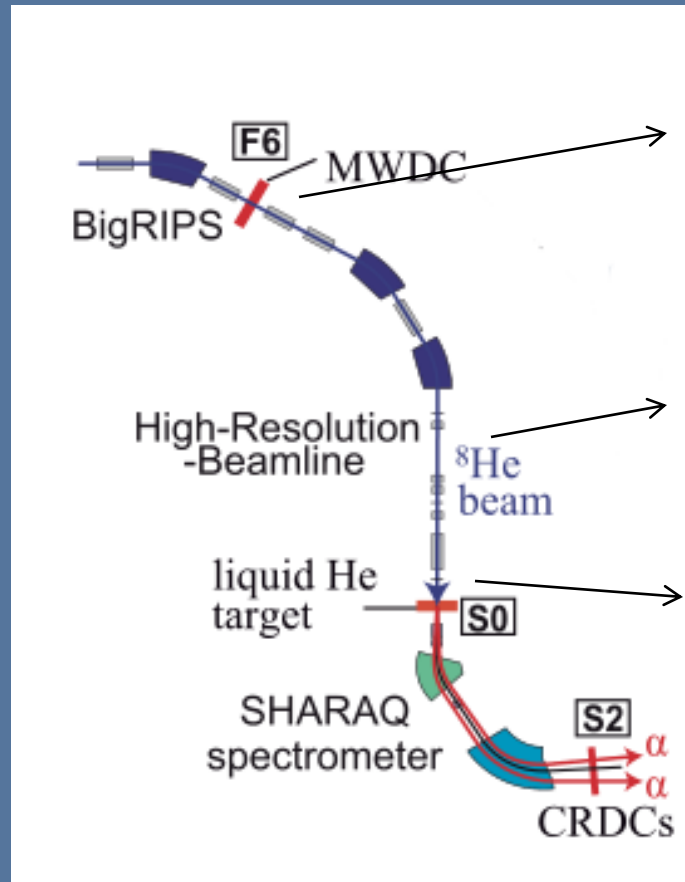 F6
MWDC
BigRIPS
High-Resolution
-Beamline
⁸He
beam
liquid He
target
S0
SHARAQ
spectrometer
S2
α
α
CRDCs